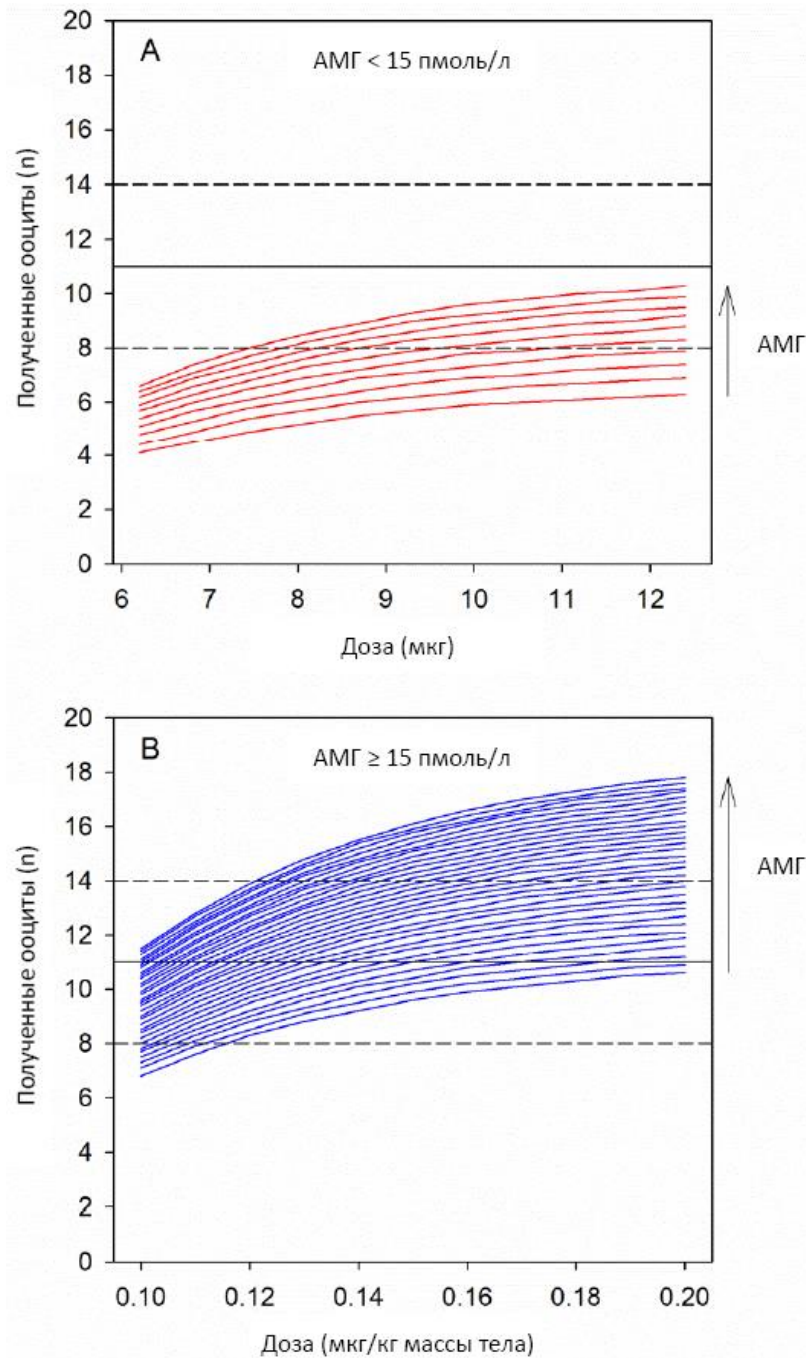 20
A
АМГ < 15 пмоль/л
18
16
14
12
10
8
6
4
2
0
Полученные ооциты (n)
АМГ
6 7 8 9 10 11 12
Доза (мкг)
20
B
АМГ ≥ 15 пмоль/л
18
16
14
12
10
8
6
4
2
0
Полученные ооциты (n)
АМГ
0.10 0.12 0.14 0.16 0.18 0.20
Доза (мкг/кг массы тела)